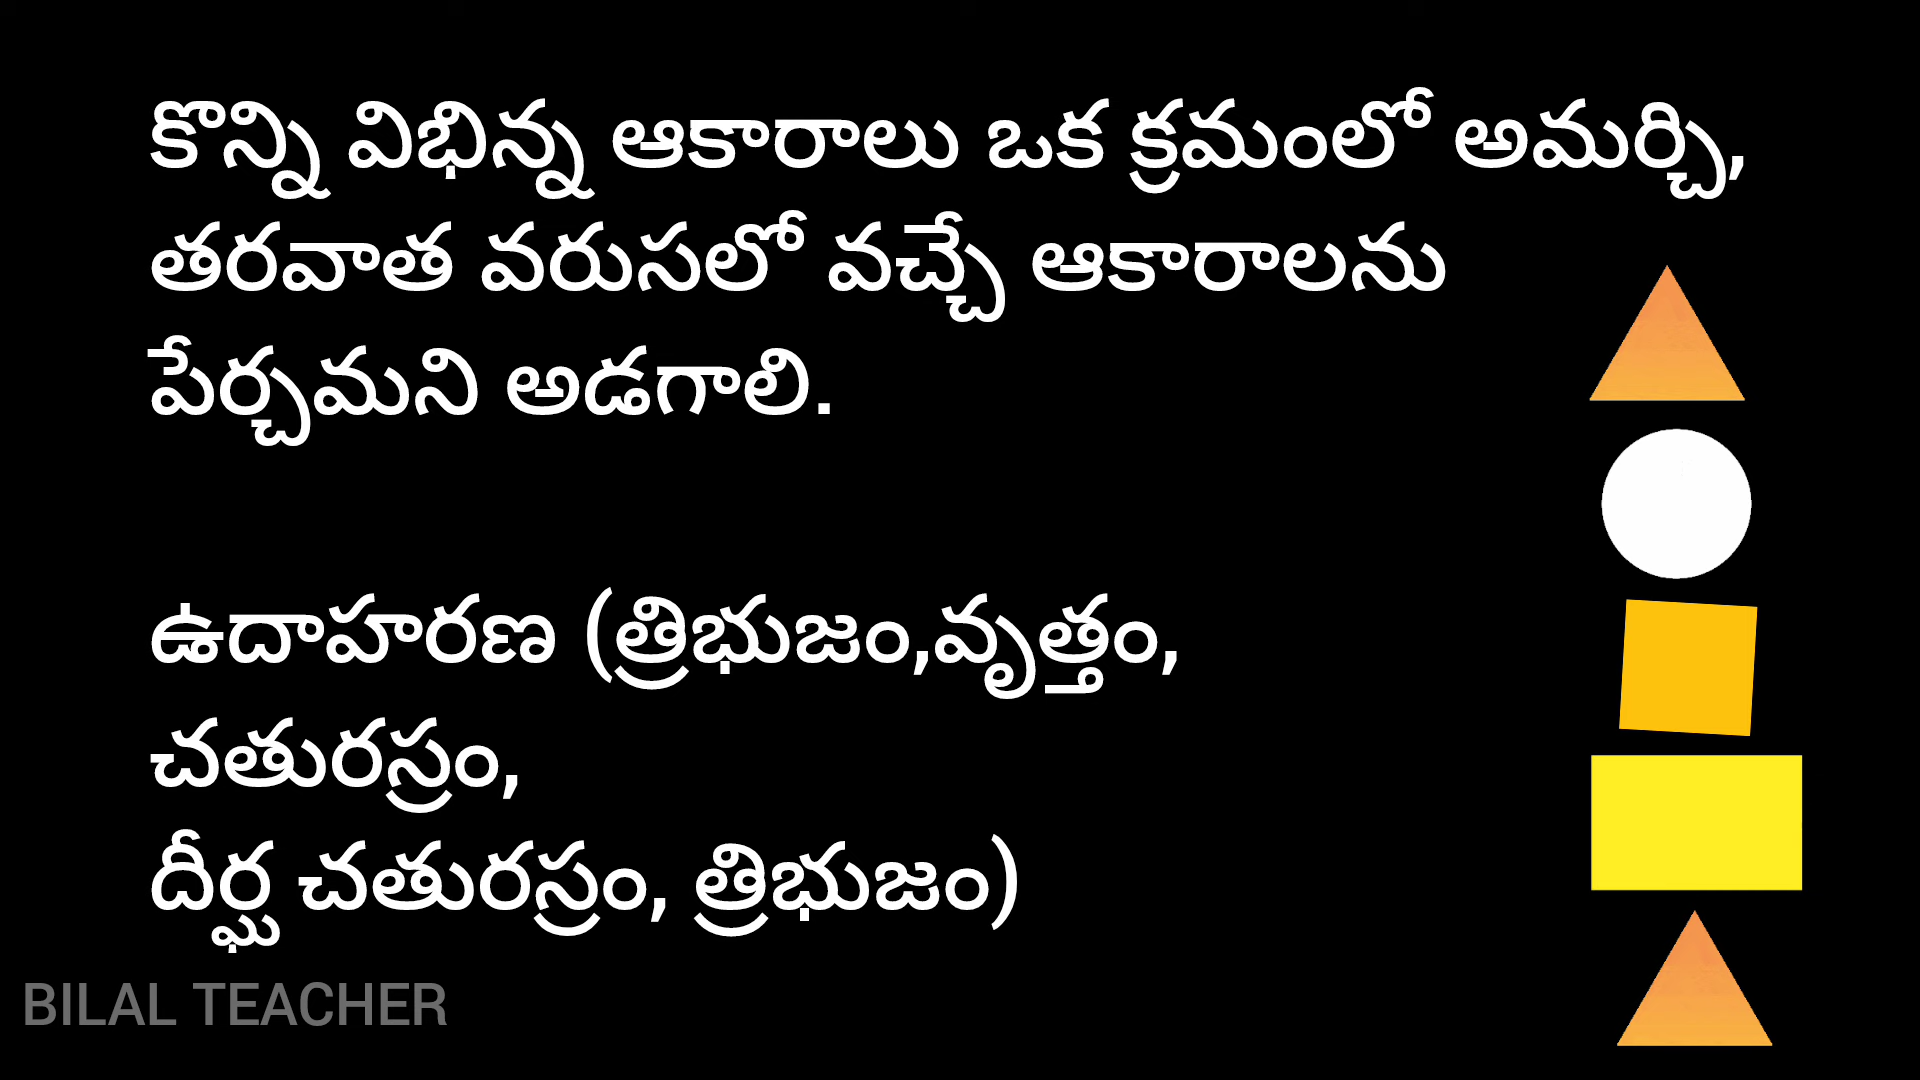 కొన్ని విభిన్న ఆకారాలు ఒక క్రమంలో అమర్చి,
తరవాత వరుసలో వచ్చే ఆకారాలను
పేర్చమని అడగాలి.
ఉదాహరణ (త్రిభుజం,వృత్తం,
చతురస్రం,
దీర్ఘ చతురస్రం, త్రిభుజం)
BILAL TEACHER